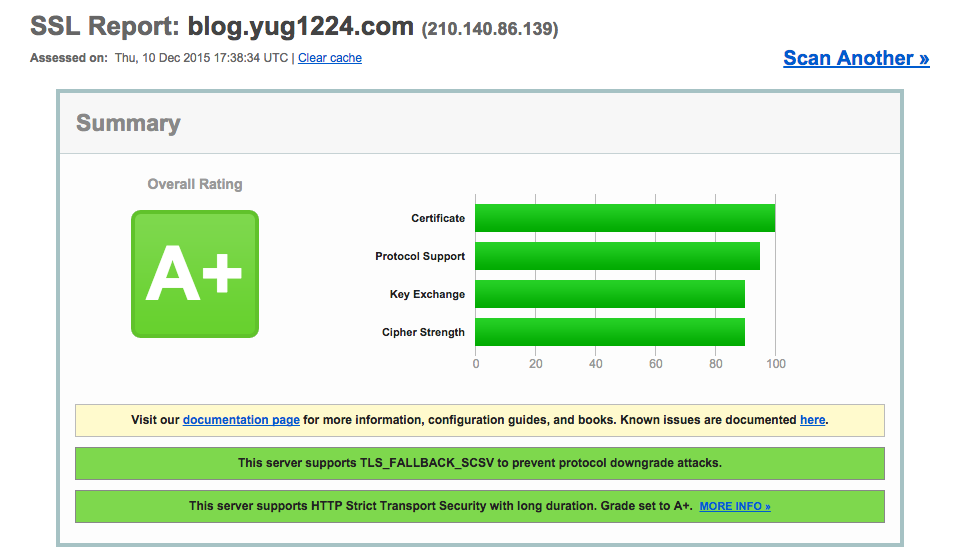 SSL Report: blog.yug1224.com (210.140.86.139)
Assessed on: Thu, 10 Dec 2015 17:38:34 UTC | Clear cache
Scan Another »
Summary
Overall Rating
A+
Certificate
Protocol Support
Key Exchange
Cipher Strength
0 20 40 60 80 100
Visit our documentation page for more information, configuration guides, and books. Known issues are documented here.
This server supports TLS_FALLBACK_SCSV to prevent protocol downgrade attacks.
This server supports HTTP Strict Transport Security with long duration. Grade set to A+. MORE INFO »